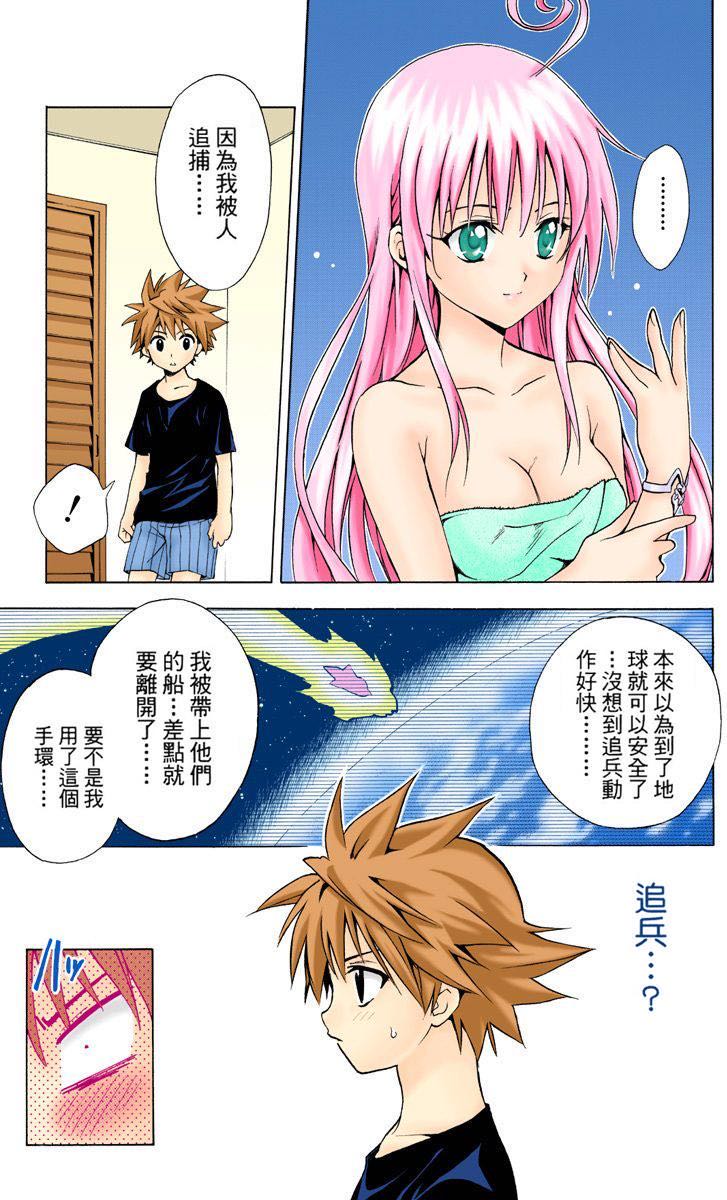 ………
因為我被人
追捕……
！
本來以為到了地
球就可以安全了
…沒想到追兵動
作好快………
我被帶上他們
的船…差點就
要離開了……
要不是我
用了這個
手環……
追兵…？
バッ